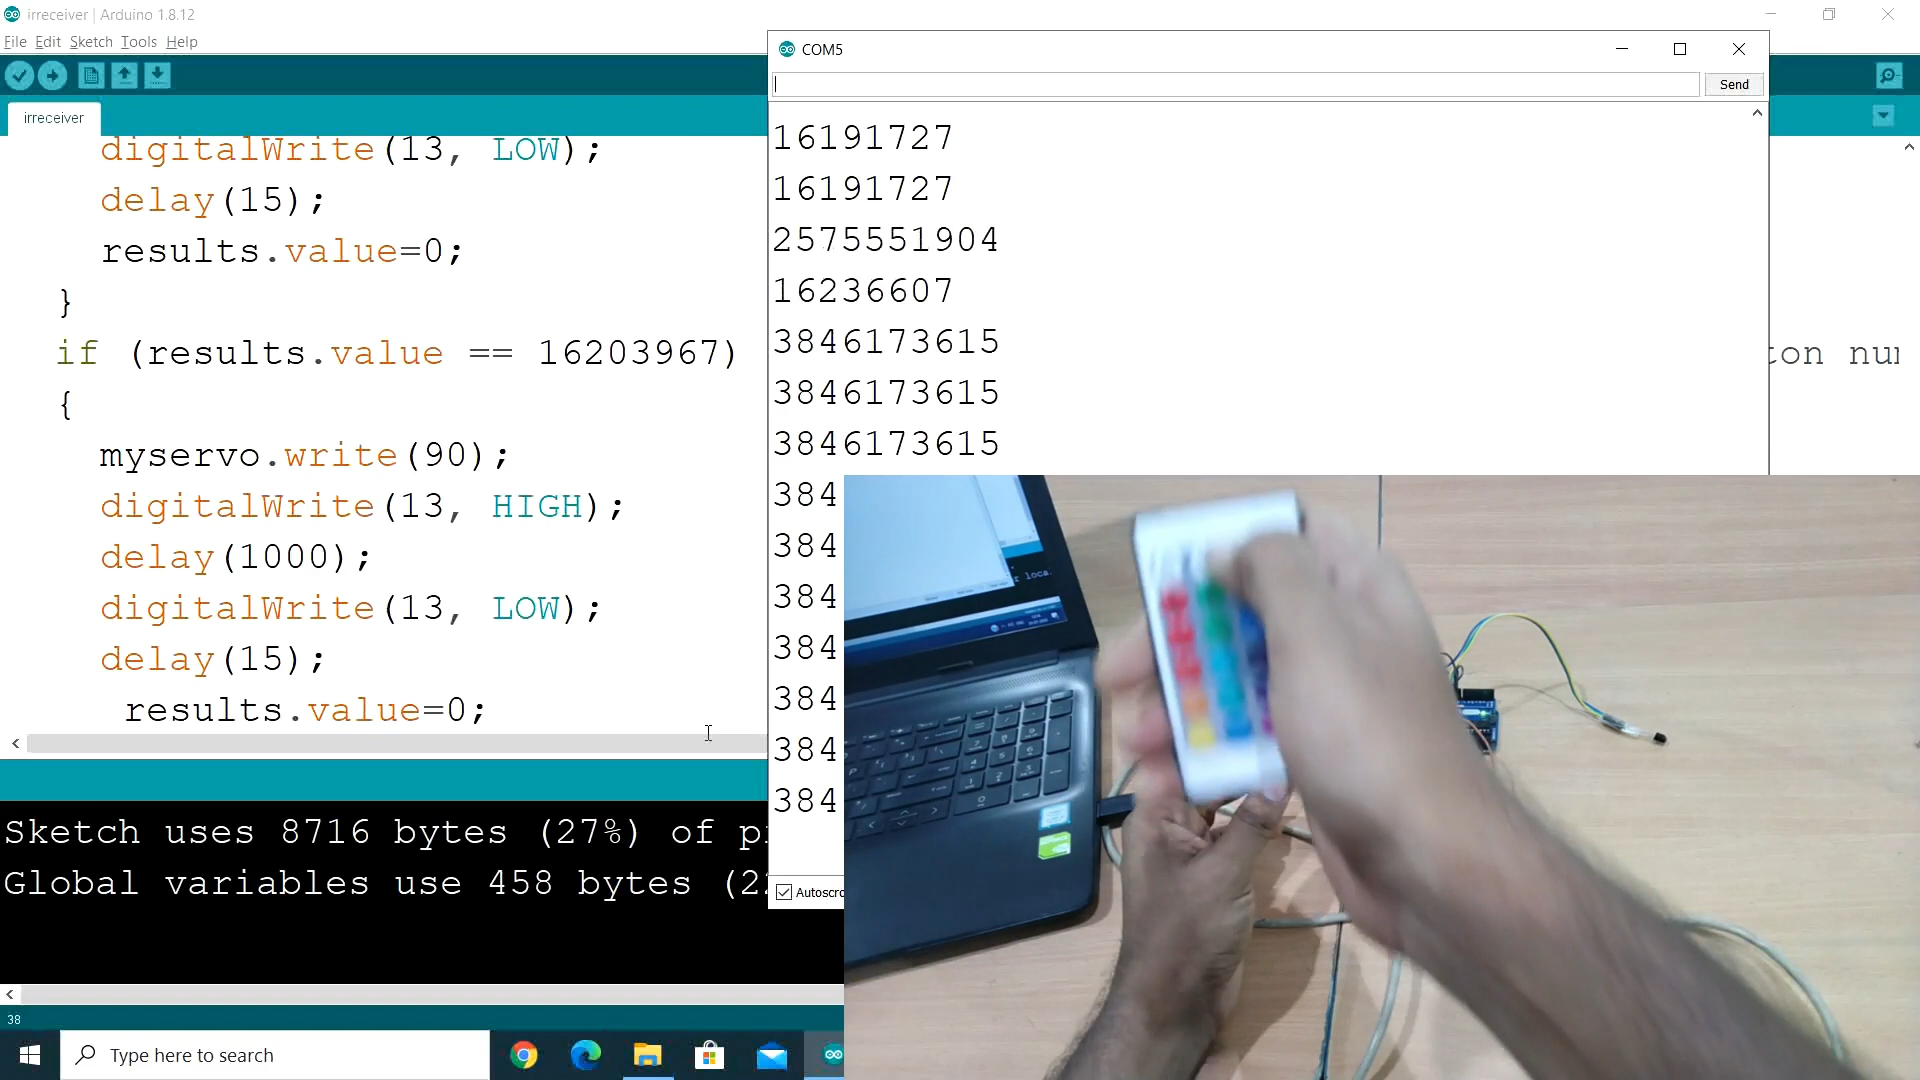 irreceiver | Arduino 1.8.12
File Edit Sketch Tools Help
irreceiver
digitalWrite(13, LOW);
delay(15);
results.value=0;
}
if (results.value == 16203967)
ton nu
{
myservo.write(90);
digitalWrite(13, HIGH);
delay(1000);
digitalWrite(13, LOW);
delay(15);
results.value=0;
Sketch uses 8716 bytes (27%) of p
Global variables use 458 bytes (2
38
Type here to search
COM5
Send
16191727
16191727
2575551904
16236607
3846173615
3846173615
3846173615
384
384
384
384
384
384
384
Autoscro